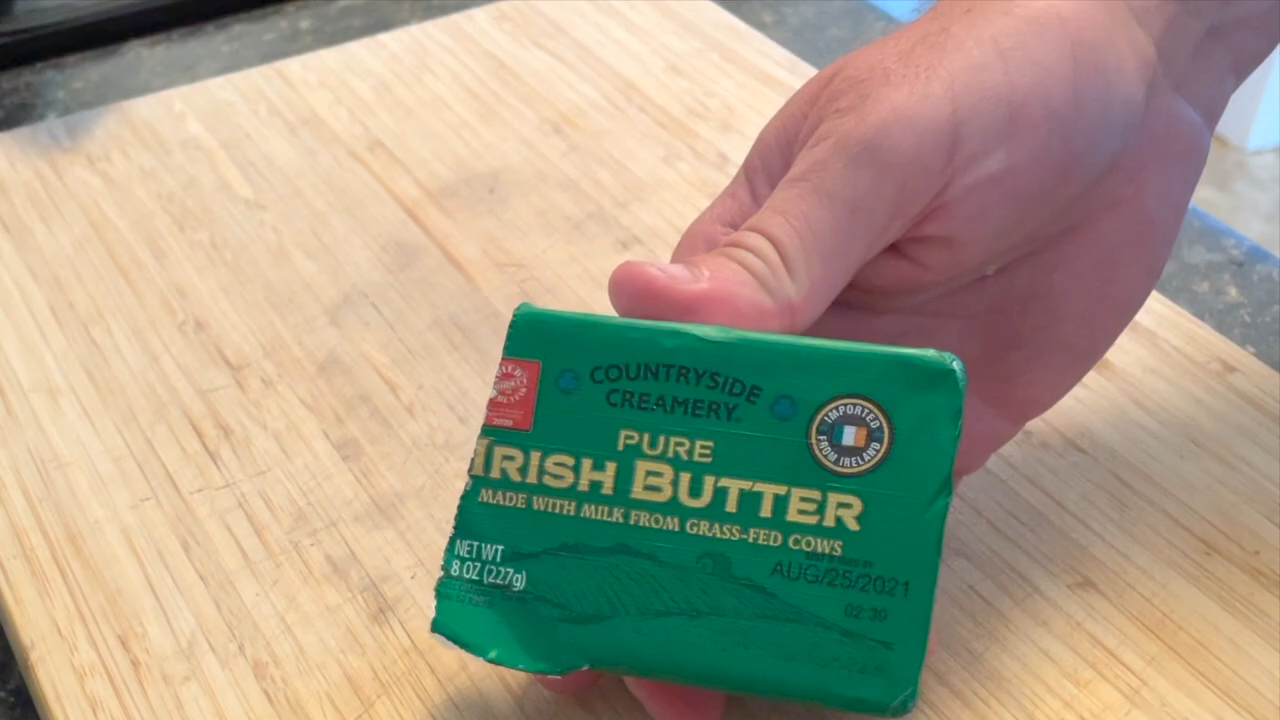 COUNTRYSIDE
CREAMERY
IMPORTED
FROM IRELAND
2020
PURE
IRISH BUTTER
MADE WITH MILK FROM GRASS-FED COWS
NET WT
8 OZ (227g)
AUG/25/2021
02 39